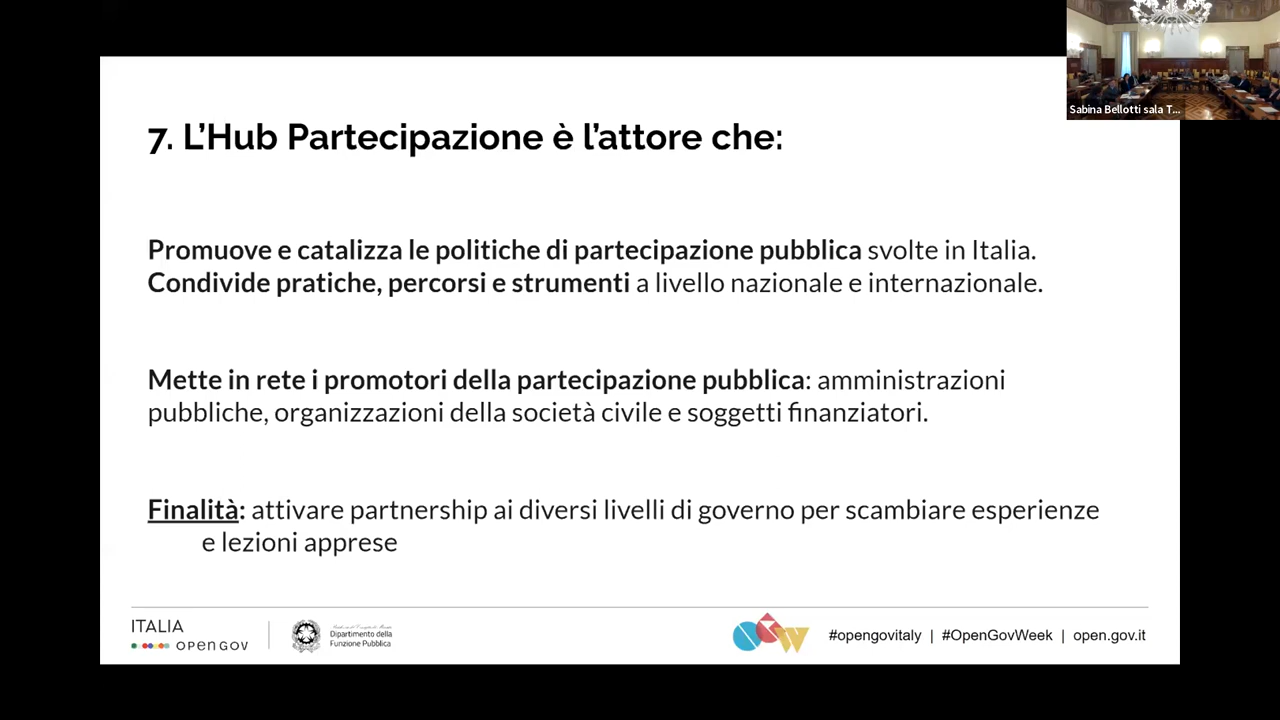 Sabina Bellotti sala T...
7. L'Hub Partecipazione è l'attore che:
Promuove e catalizza le politiche di partecipazione pubblica svolte in Italia.
Condivide pratiche, percorsi e strumenti a livello nazionale e internazionale.
Mette in rete i promotori della partecipazione pubblica: amministrazioni
pubbliche, organizzazioni della società civile e soggetti finanziatori.
Finalità: attivare partnership ai diversi livelli di governo per scambiare esperienze
e lezioni apprese
ITALIA
OPEN GOV
Dipartimento della
Funzione Pubblica
#opengovitaly | #OpenGovWeek | open.gov.it